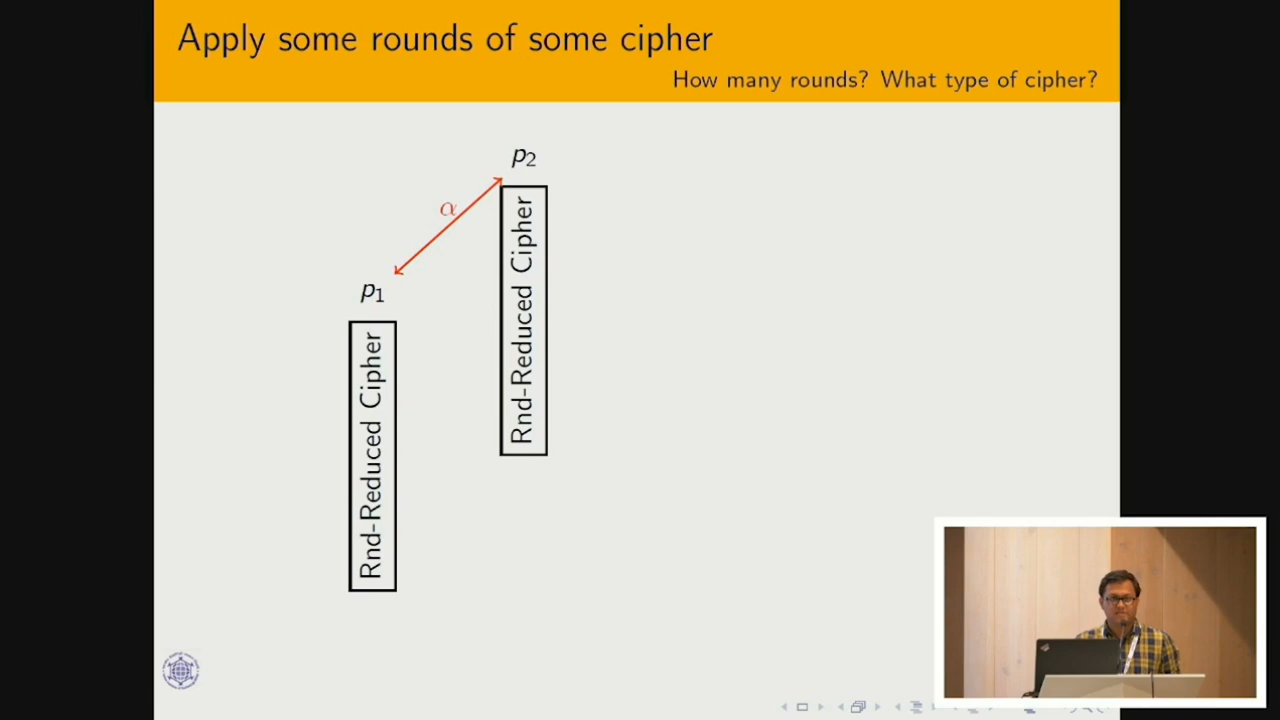 Apply some rounds of some cipher
How many rounds? What type of cipher?
p2
α
p1
Rnd-Reduced Cipher
Rnd-Reduced Cipher